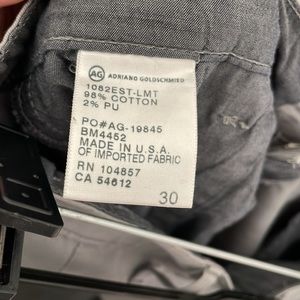 AG ADRIANO GOLDSCHMIED
1082EST-LMT
98% COTTON
2% PU
PO#AG-19845
BM4452
MADE IN U.S.A.
OF IMPORTED FABRIC
RN 104857
CA 54612
30